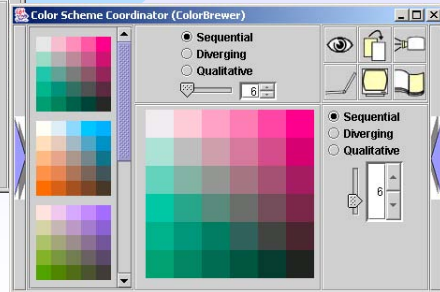 Color Scheme Coordinator (ColorBrewer)
Sequential
Diverging
Qualitative
6
Sequential
Diverging
Qualitative
6